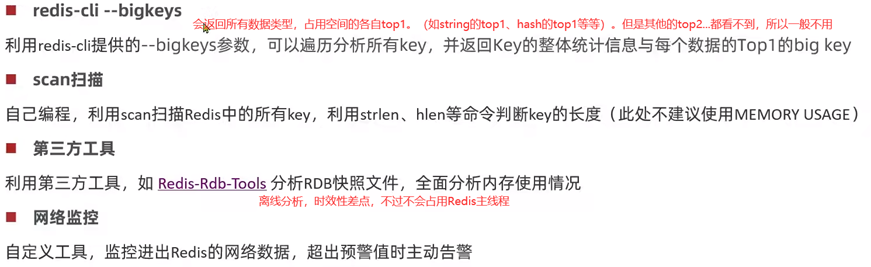 redis-cli --bigkeys
会返回所有数据类型，占用空间的各自top1。（如string的top1、hash的top1等等）。但是其他的top2...都看不到，所以一般不用
利用redis-cli提供的--bigkeys参数，可以遍历分析所有key，并返回Key的整体统计信息与每个数据的Top1的big key
scan扫描
自己编程，利用scan扫描Redis中的所有key，利用strlen、hlen等命令判断key的长度（此处不建议使用MEMORY USAGE）
第三方工具
利用第三方工具，如 Redis-Rdb-Tools 分析RDB快照文件，全面分析内存使用情况
离线分析，时效性差点，不过不会占用Redis主线程
网络监控
自定义工具，监控进出Redis的网络数据，超出预警值时主动告警